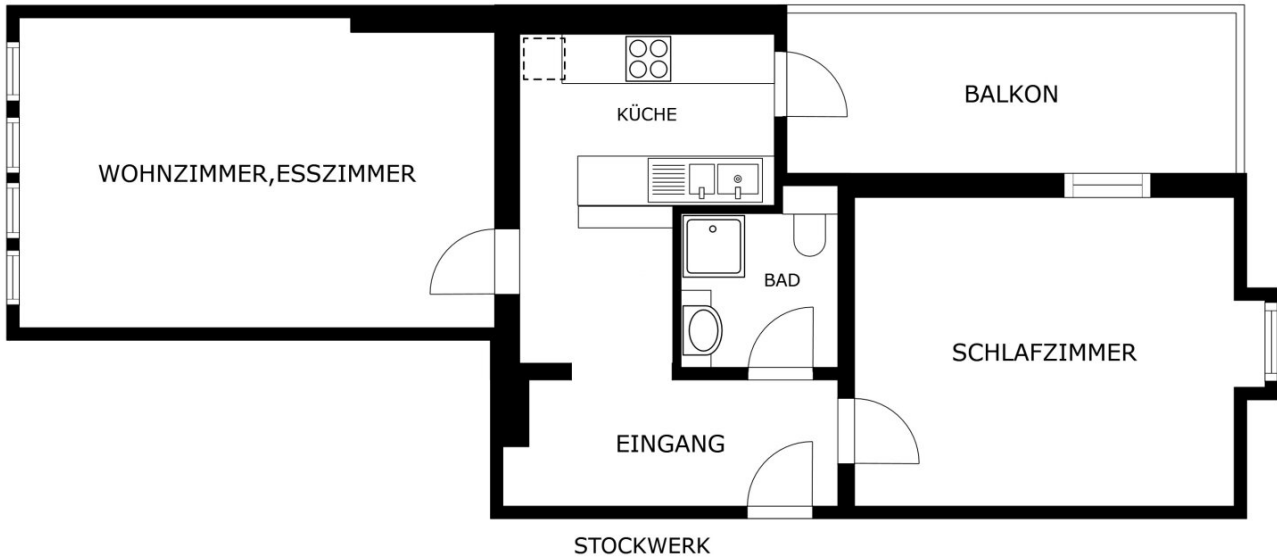 KÜCHE
BALKON
WOHNZIMMER,ESSZIMMER
BAD
SCHLAFZIMMER
EINGANG
STOCKWERK